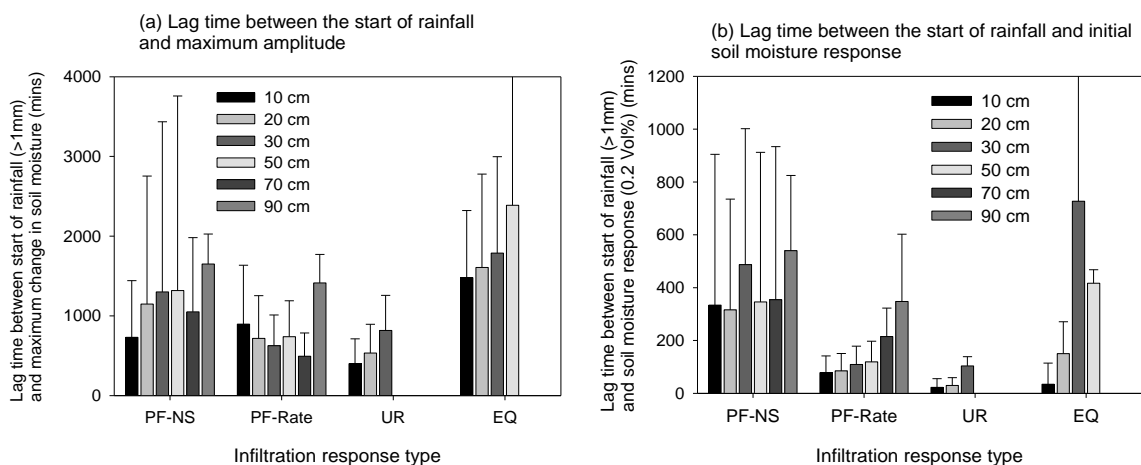 (a) Lag time between the start of rainfall
and maximum amplitude
Lag time between start of rainfall (>1mm)
and maximum change in soil moisture (mins)
4000
3000
2000
1000
0
10 cm
20 cm
30 cm
50 cm
70 cm
90 cm
PF-NS PF-Rate UR EQ
Infiltration response type
(b) Lag time between the start of rainfall and initial
soil moisture response
Lag time between start of rainfall (>1mm)
and soil moisture response (0.2 Vol%) (mins)
1200
1000
800
600
400
200
0
10 cm
20 cm
30 cm
50 cm
70 cm
90 cm
PF-NS PF-Rate UR EQ
Infiltration response type